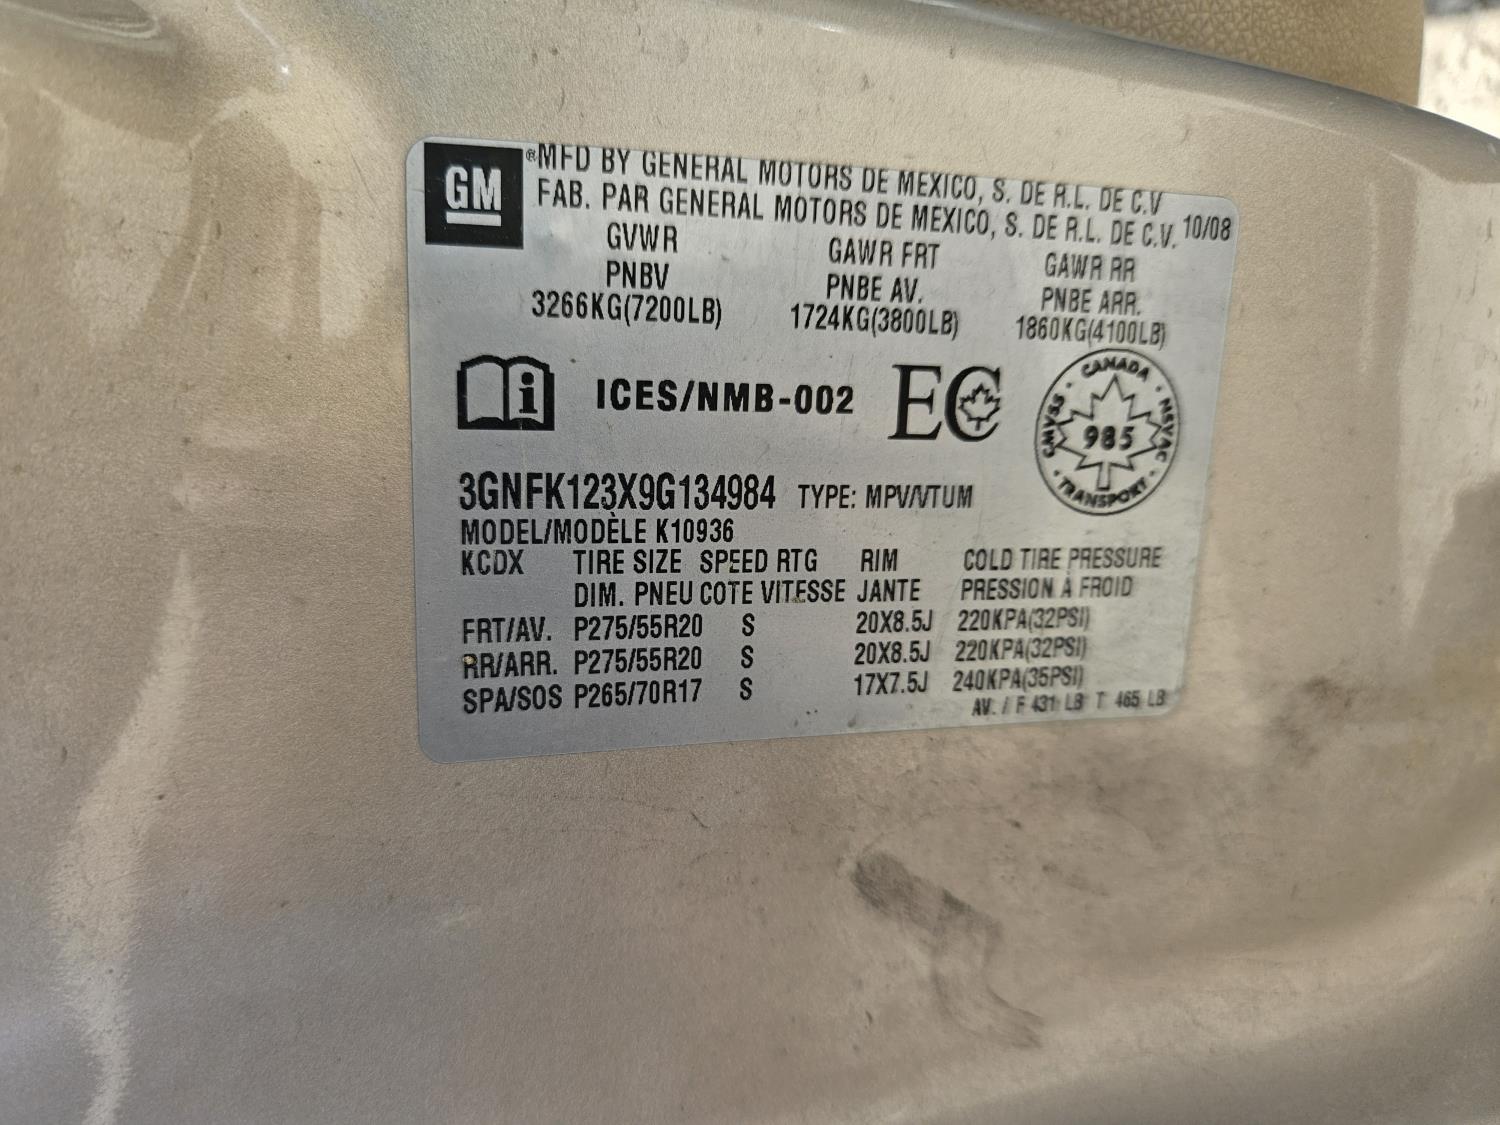 GM
®MFD BY GENERAL MOTORS DE MEXICO, S. DE R.L. DE C.V
FAB. PAR GENERAL MOTORS DE MEXICO, S. DE R.L. DE C.V. 10/08
GVWR GAWR FRT GAWR RR
PNBV PNBE AV. PNBE ARR.
3266KG(7200LB) 1724KG(3800LB) 1860KG(4100LB)
i ICES/NMB-002 EC
CANADA
CMVSS 985 NSVAC
TRANSPORT
3GNFK123X9G134984 TYPE: MPV/VTUM
MODEL/MODÈLE K10936
KCDX TIRE SIZE SPEED RTG RIM COLD TIRE PRESSURE
DIM. PNEU COTE VITESSE JANTE PRESSION À FROID
FRT/AV. P275/55R20 S 20X8.5J 220KPA(32PSI)
RR/ARR. P275/55R20 S 20X8.5J 220KPA(32PSI)
SPA/SOS P265/70R17 S 17X7.5J 240KPA(35PSI)
AV. / F 431 LB T 465 LB